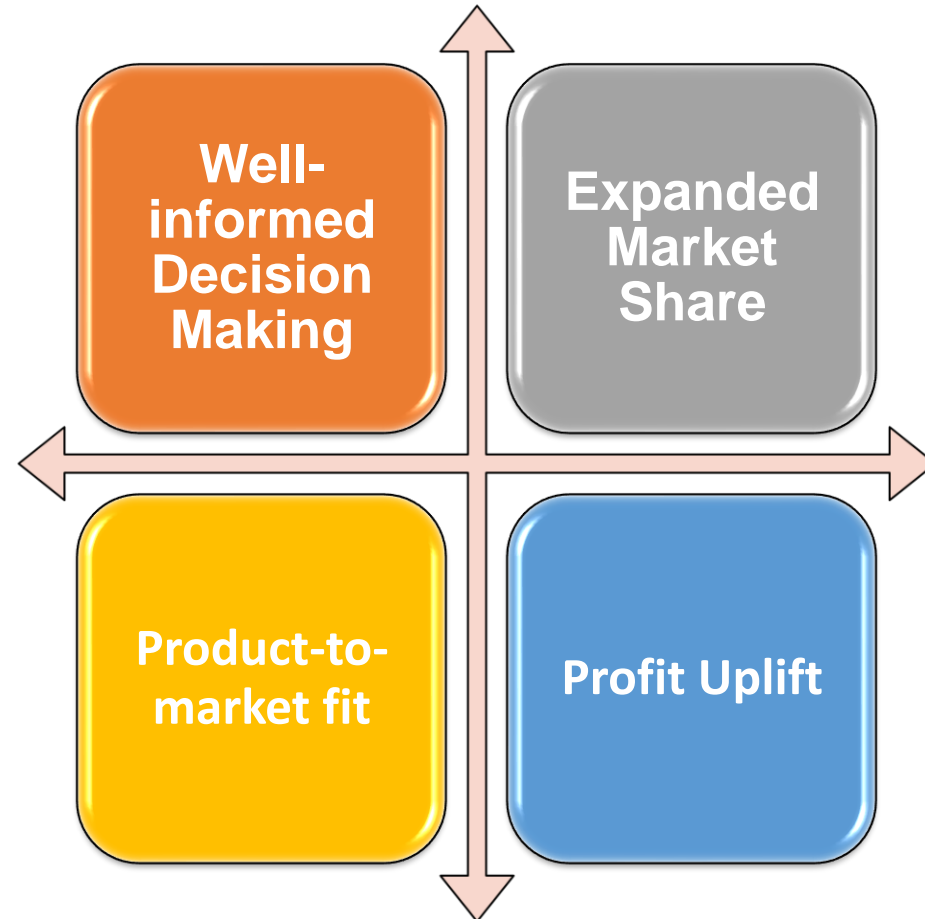 Well-
informed
Decision
Making
Expanded
Market
Share
Product-to-
market fit
Profit Uplift